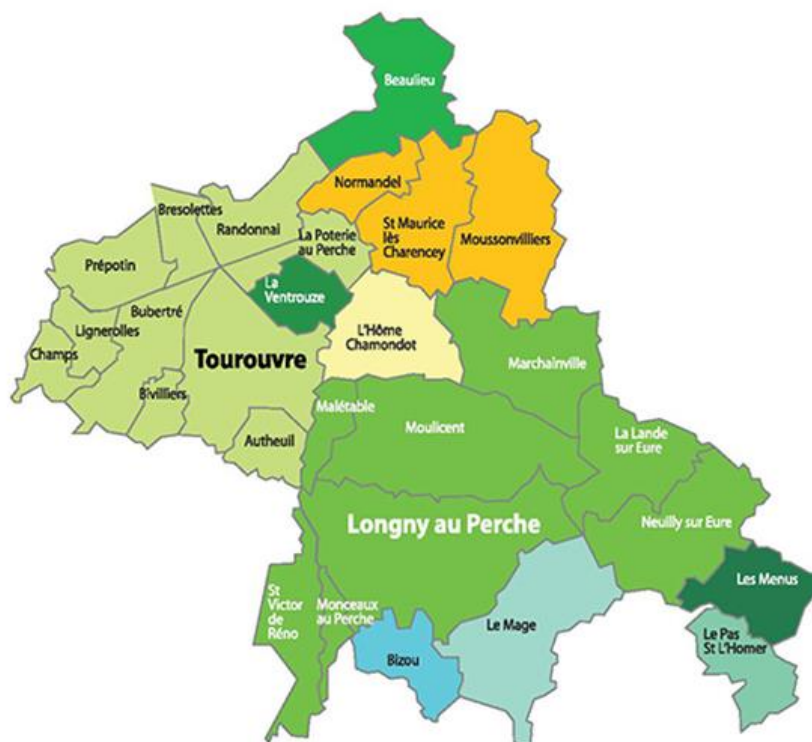 Beaulieu
Normandel
St Maurice
lès
Charencey
Moussonvilliers
Bresolettes
Randonnai
La Poterie
au Perche
Prépotin
La
Ventrouze
Bubertré
Lignerolles
Champs
Tourouvre
L'Hôme
Chamondot
Marchainville
Bivilliers
Malétable
Autheuil
Moulicent
La Lande
sur Eure
Longny au Perche
Neuilly sur Eure
Les Menus
St
Victor
de
Réno
Monceaux
au Perche
Le Mage
Le Pas
St L'Homer
Bizou